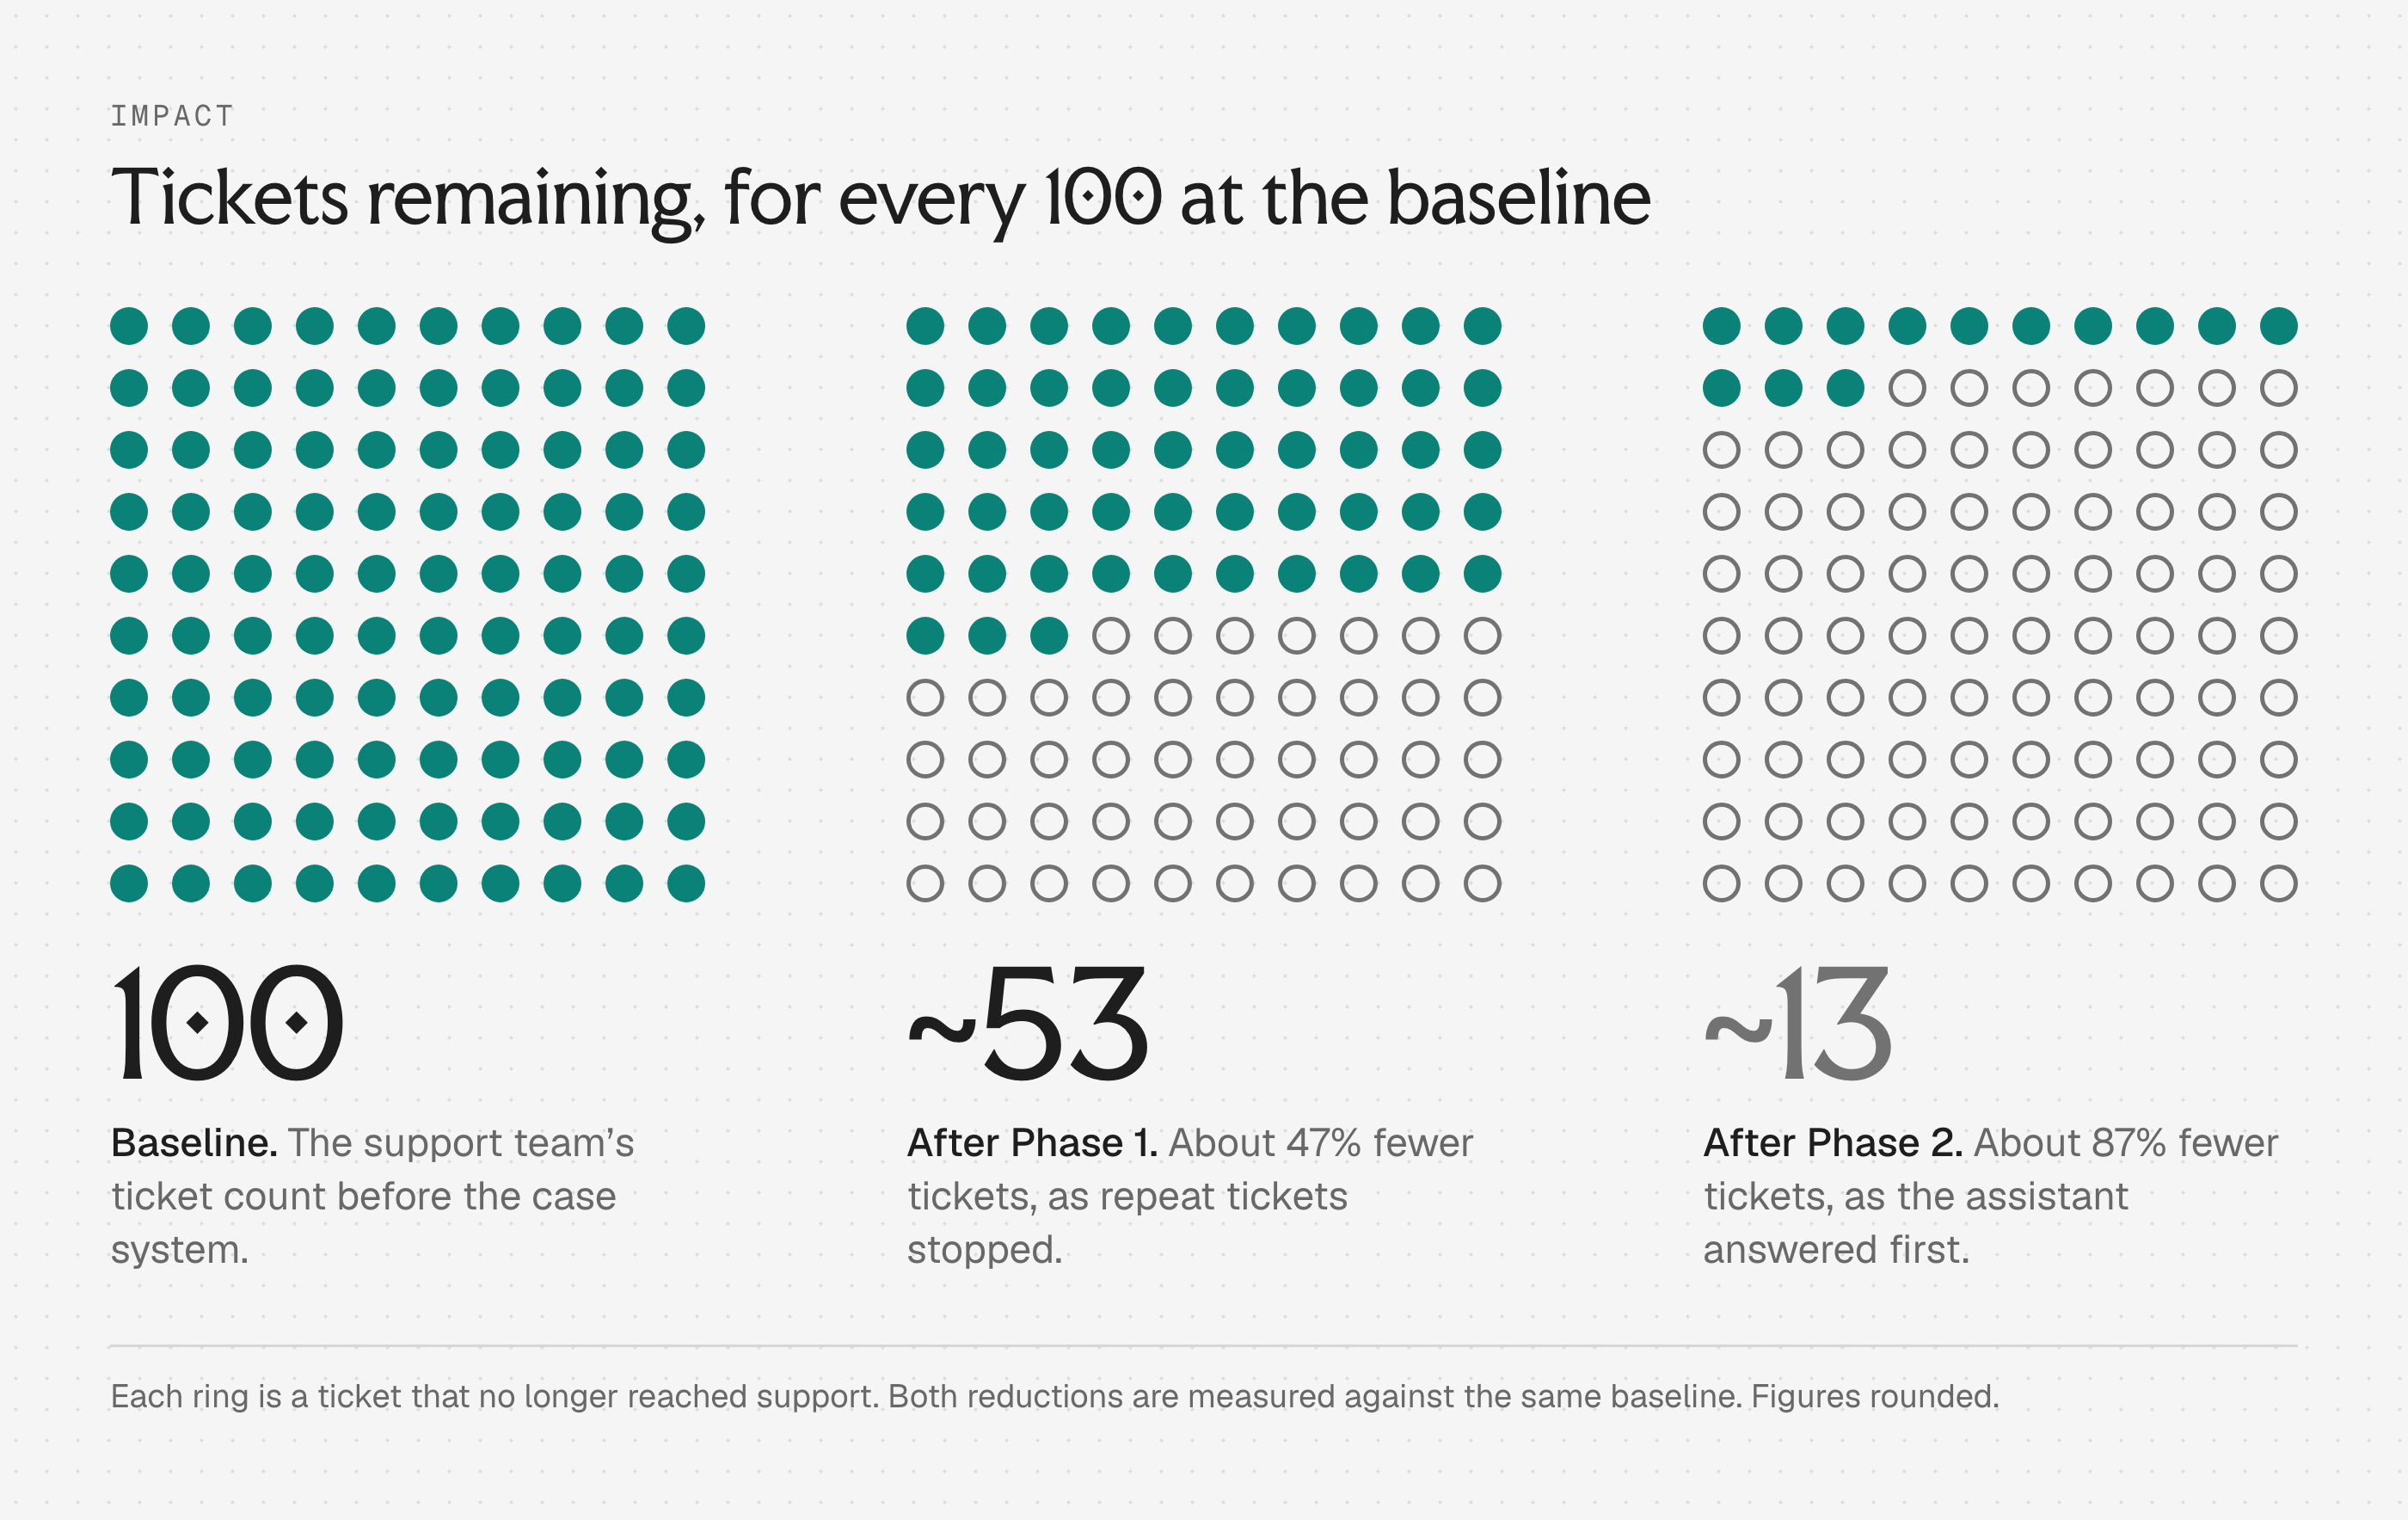 IMPACT
Tickets remaining, for every 100 at the baseline
100
Baseline. The support team’s
ticket count before the case
system.
~53
After Phase 1. About 47% fewer
tickets, as repeat tickets
stopped.
~13
After Phase 2. About 87% fewer
tickets, as the assistant
answered first.
Each ring is a ticket that no longer reached support. Both reductions are measured against the same baseline. Figures rounded.